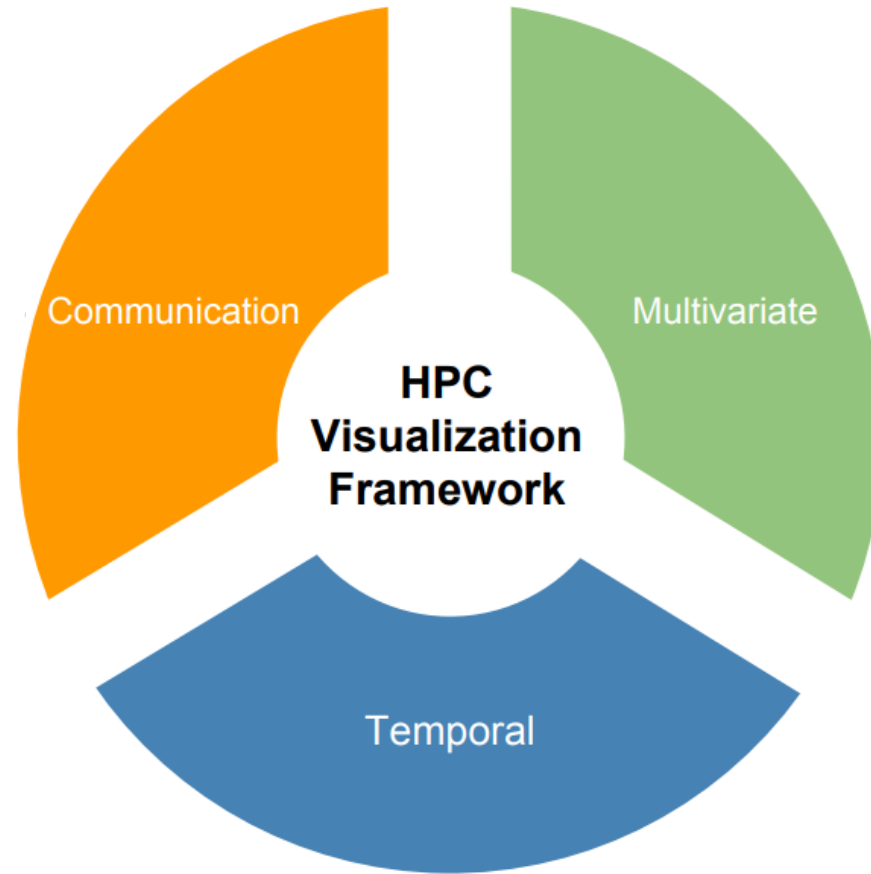 Communication
Multivariate
HPC
Visualization
Framework
Temporal